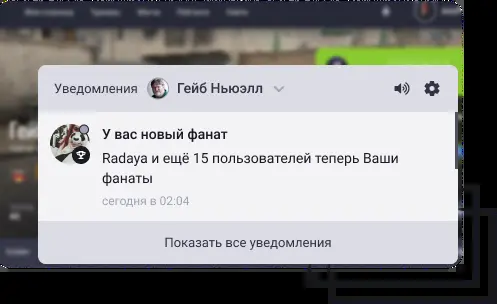 Уведомления Гейб Ньюэлл
У вас новый фанат
Radaya и ещё 15 пользователей теперь Ваши
фанаты
сегодня в 02:04
Показать все уведомления